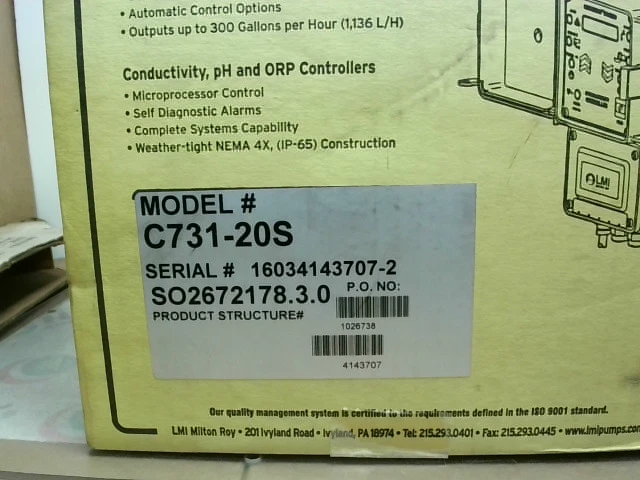 • Automatic Control Options
• Outputs up to 300 Gallons per Hour (1,136 L/H)
Conductivity, pH and ORP Controllers
• Microprocessor Control
• Self Diagnostic Alarms
• Complete Systems Capability
• Weather-tight NEMA 4X, (IP-65) Construction
LMI
MODEL #
C731-20S
SERIAL # 16034143707-2
SO2672178.3.0 P.O. NO:
PRODUCT STRUCTURE#
1026738
4143707
Our quality management system is certified to the requirements defined in the ISO 9001 standard.
LMI Milton Roy • 201 Ivyland Road • Ivyland, PA 18974 • Tel: 215.293.0401 • Fax: 215.293.0445 • www.lmipumps.com